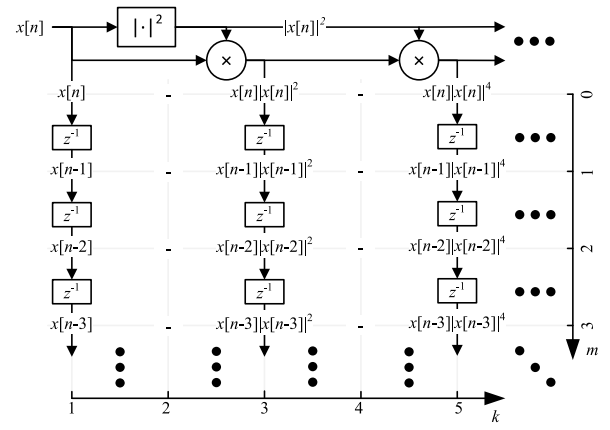 x[n] |·|² |x[n]|²
× ×
x[n] - x[n]|x[n]|² - x[n]|x[n]|⁴ 0
z⁻¹ z⁻¹ z⁻¹
x[n-1] - x[n-1]|x[n-1]|² - x[n-1]|x[n-1]|⁴ 1
z⁻¹ z⁻¹ z⁻¹
x[n-2] - x[n-2]|x[n-2]|² - x[n-2]|x[n-2]|⁴ 2
z⁻¹ z⁻¹ z⁻¹
x[n-3] - x[n-3]|x[n-3]|² - x[n-3]|x[n-3]|⁴ 3
m
1 2 3 4 5
k